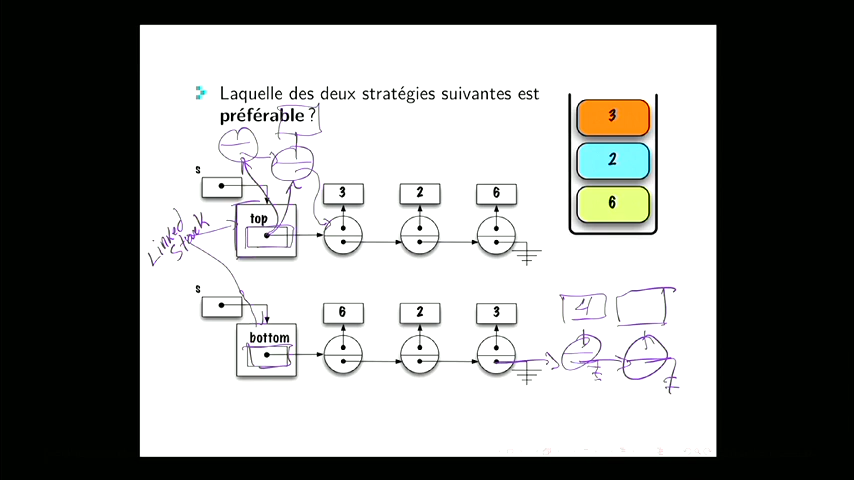 Laquelle des deux stratégies suivantes est
préférable ?
3
2
6
s
3 2 6
top
Linked
Stack
s
6 2 3 4
bottom